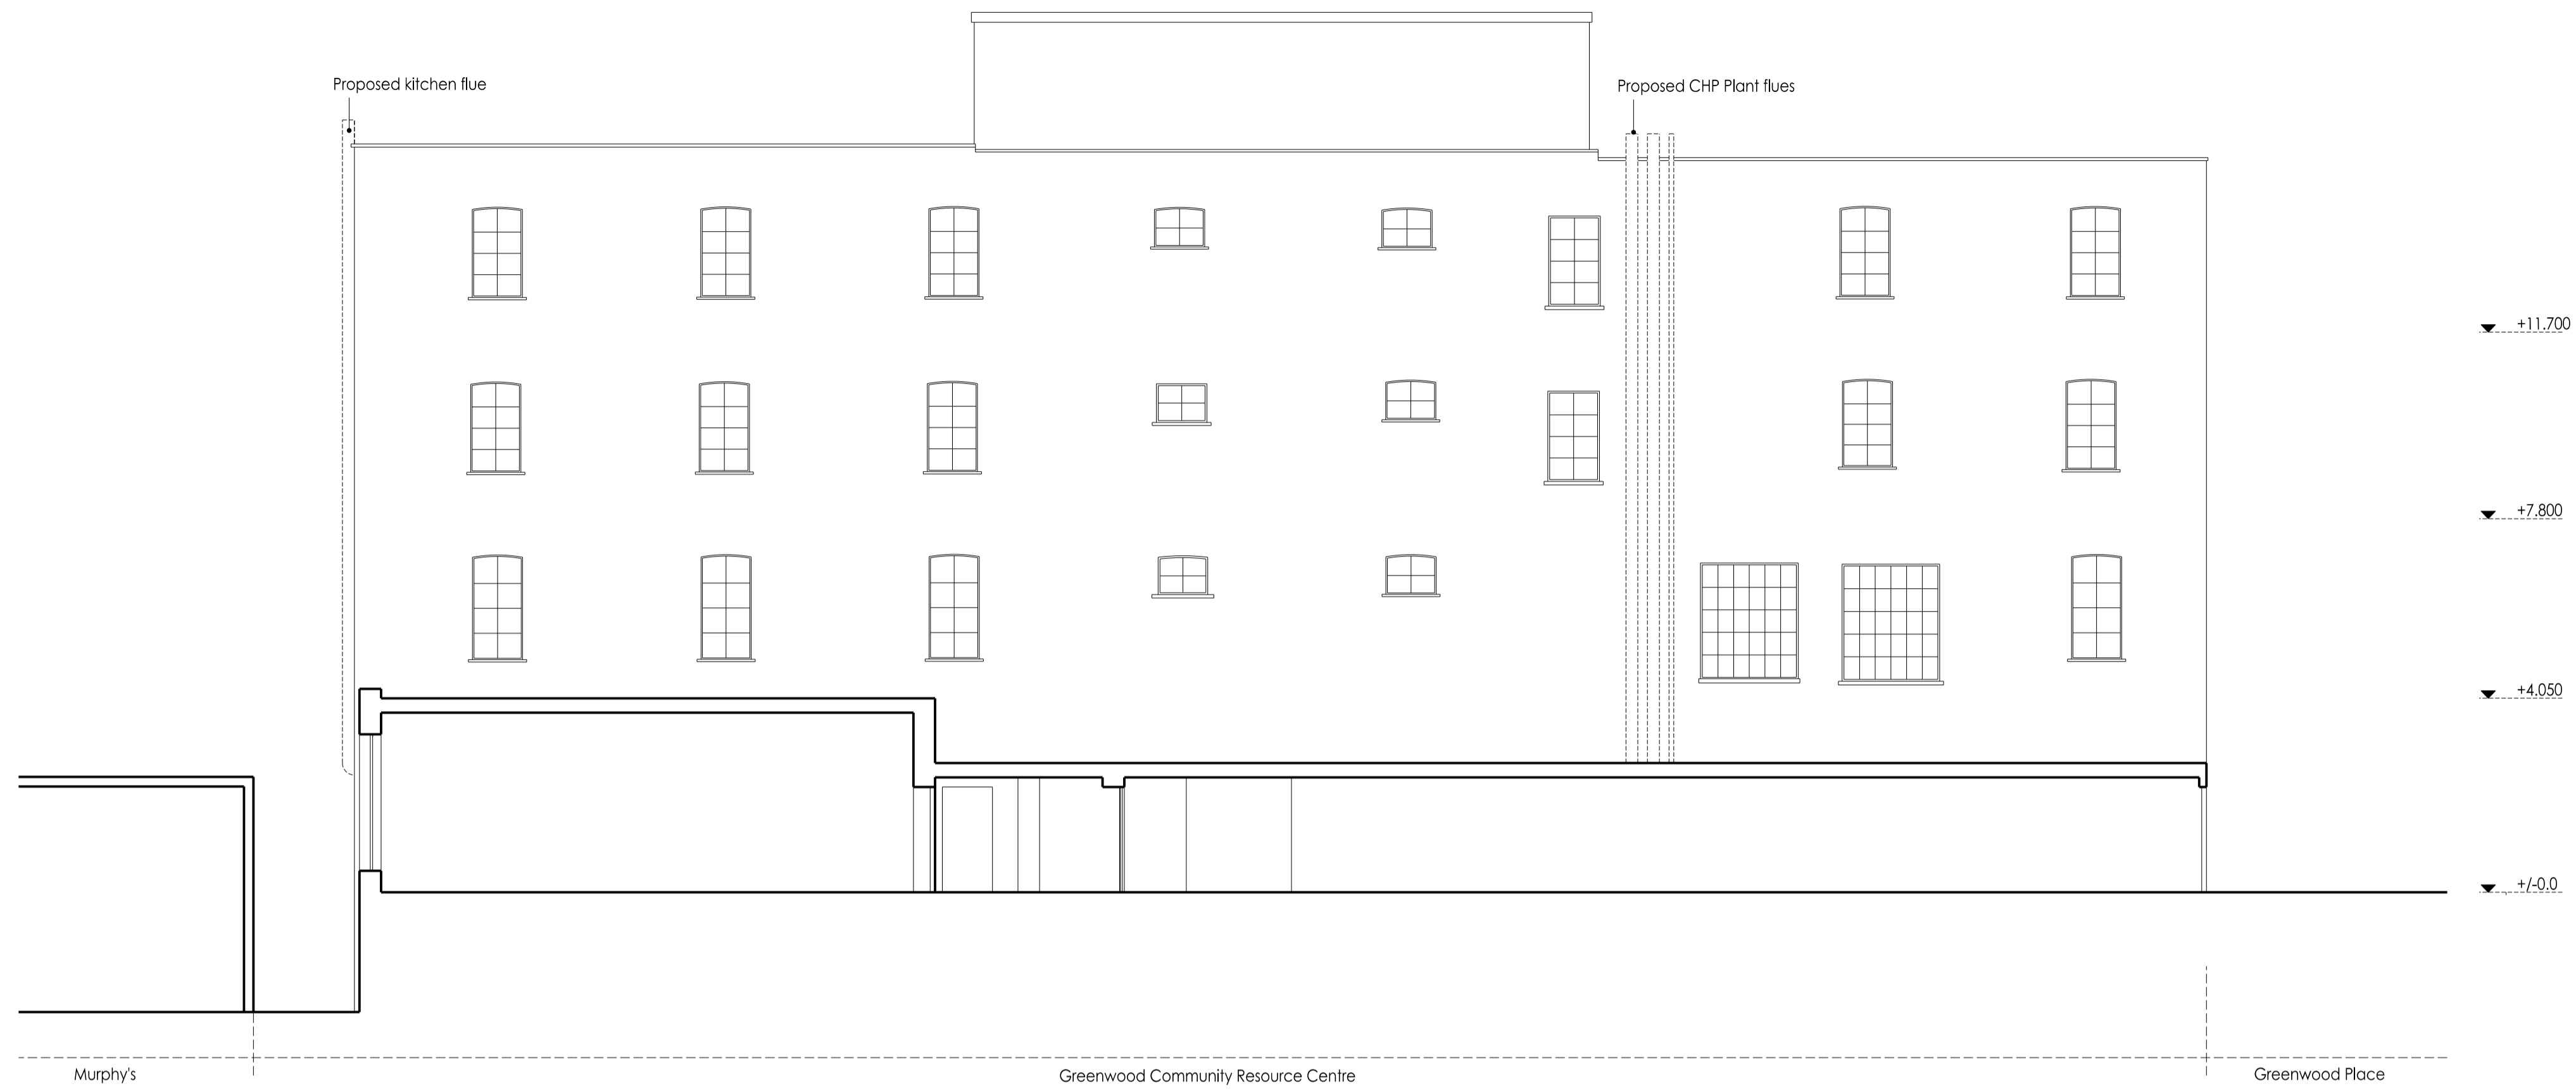 Proposed kitchen flue
Proposed CHP Plant flues
+11.700
+7.800
+4.050
+/-0.0
Murphy's
Greenwood Community Resource Centre
Greenwood Place